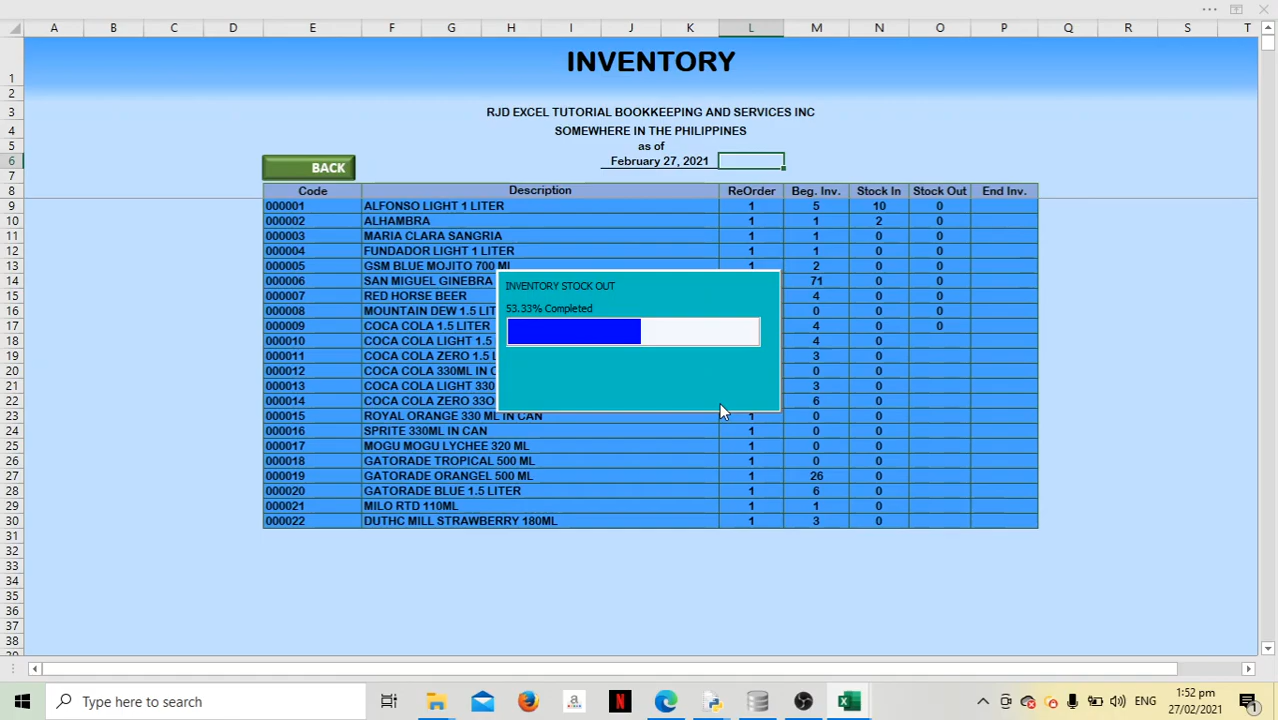 A B C D E F G H I J K L M N O P Q R S T
1 INVENTORY
2
3 RJD EXCEL TUTORIAL BOOKKEEPING AND SERVICES INC
4 SOMEWHERE IN THE PHILIPPINES
5 as of
6 February 27, 2021
BACK
7
8 Code Description ReOrder Beg. Inv. Stock In Stock Out End Inv.
9 000001 ALFONSO LIGHT 1 LITER 1 5 10 0
10 000002 ALHAMBRA 1 1 2 0
11 000003 MARIA CLARA SANGRIA 1 1 0 0
12 000004 FUNDADOR LIGHT 1 LITER 1 1 0 0
13 000005 GSM BLUE MOJITO 700 ML 1 2 0 0
14 000006 SAN MIGUEL GINEBRA 71 0 0
15 000007 RED HORSE BEER 4 0 0
16 000008 MOUNTAIN DEW 1.5 LIT 0 0 0
17 000009 COCA COLA 1.5 LITER 4 0 0
18 000010 COCA COLA LIGHT 1.5 4 0
19 000011 COCA COLA ZERO 1.5 L 3 0
20 000012 COCA COLA 330ML IN C 0 0
21 000013 COCA COLA LIGHT 330 3 0
22 000014 COCA COLA ZERO 33O 6 0
INVENTORY STOCK OUT
53.33% Completed
23 000015 ROYAL ORANGE 330 ML IN CAN 1 0 0
24 000016 SPRITE 330ML IN CAN 1 0 0
25 000017 MOGU MOGU LYCHEE 320 ML 1 0 0
26 000018 GATORADE TROPICAL 500 ML 1 0 0
27 000019 GATORADE ORANGEL 500 ML 1 26 0
28 000020 GATORADE BLUE 1.5 LITER 1 6 0
29 000021 MILO RTD 110ML 1 1 0
30 000022 DUTHC MILL STRAWBERRY 180ML 1 3 0
31
32
33
34
35
36
37
38
Type here to search
a
N
ENG
1:52 pm
27/02/2021
1